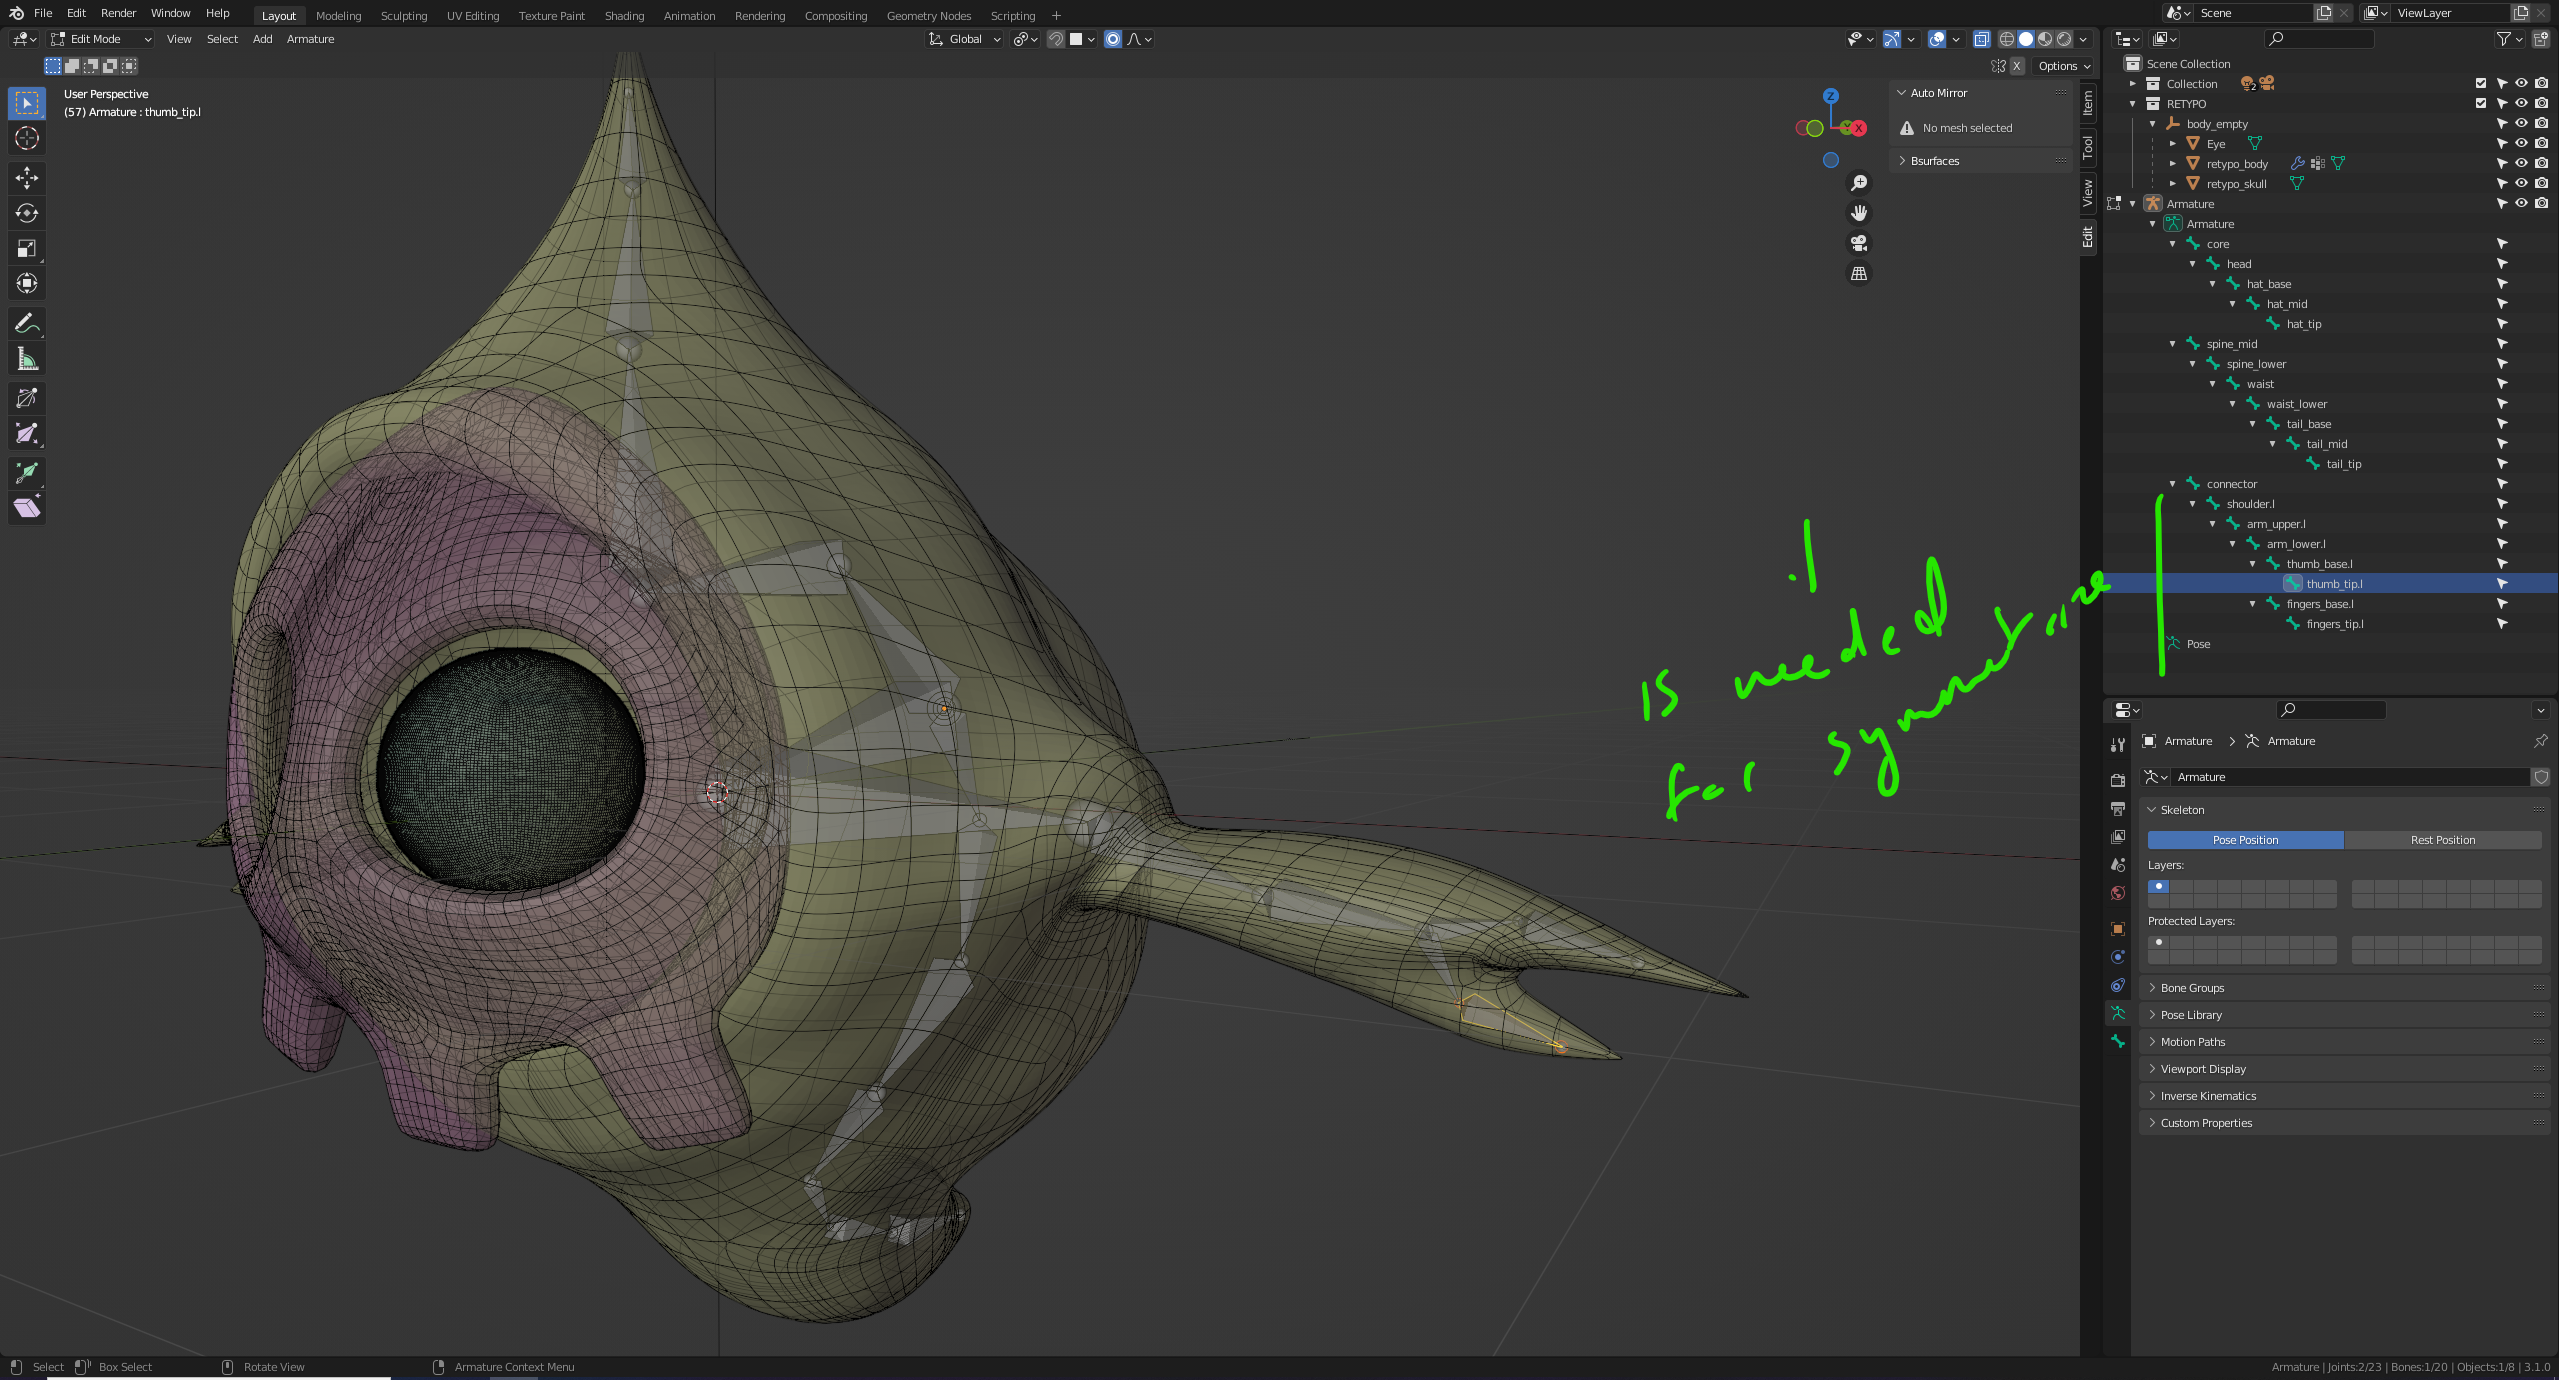 File Edit Render Window Help Layout Modeling Sculpting UV Editing Texture Paint Shading Animation Rendering Compositing Geometry Nodes Scripting + Scene ViewLayer
Edit Mode View Select Add Armature Global
X Options
User Perspective
(57) Armature : thumb_tip.l
Z
X
Auto Mirror
No mesh selected
Bsurfaces
Item
Tool
View
Edit
Scene Collection
Collection 2
RETYPO
body_empty
Eye
retypo_body
retypo_skull
Armature
Armature
core
head
hat_base
hat_mid
hat_tip
spine_mid
spine_lower
waist
waist_lower
tail_base
tail_mid
tail_tip
connector
shoulder.l
arm_upper.l
arm_lower.l
thumb_base.l
thumb_tip.l
fingers_base.l
fingers_tip.l
Pose
.l
is needed
for symmetrize
Armature > Armature
Armature
Skeleton
Pose Position Rest Position
Layers:
Protected Layers:
Bone Groups
Pose Library
Motion Paths
Viewport Display
Inverse Kinematics
Custom Properties
Select Box Select Rotate View Armature Context Menu Armature | Joints:2/23 | Bones:1/20 | Objects:1/8 | 3.1.0